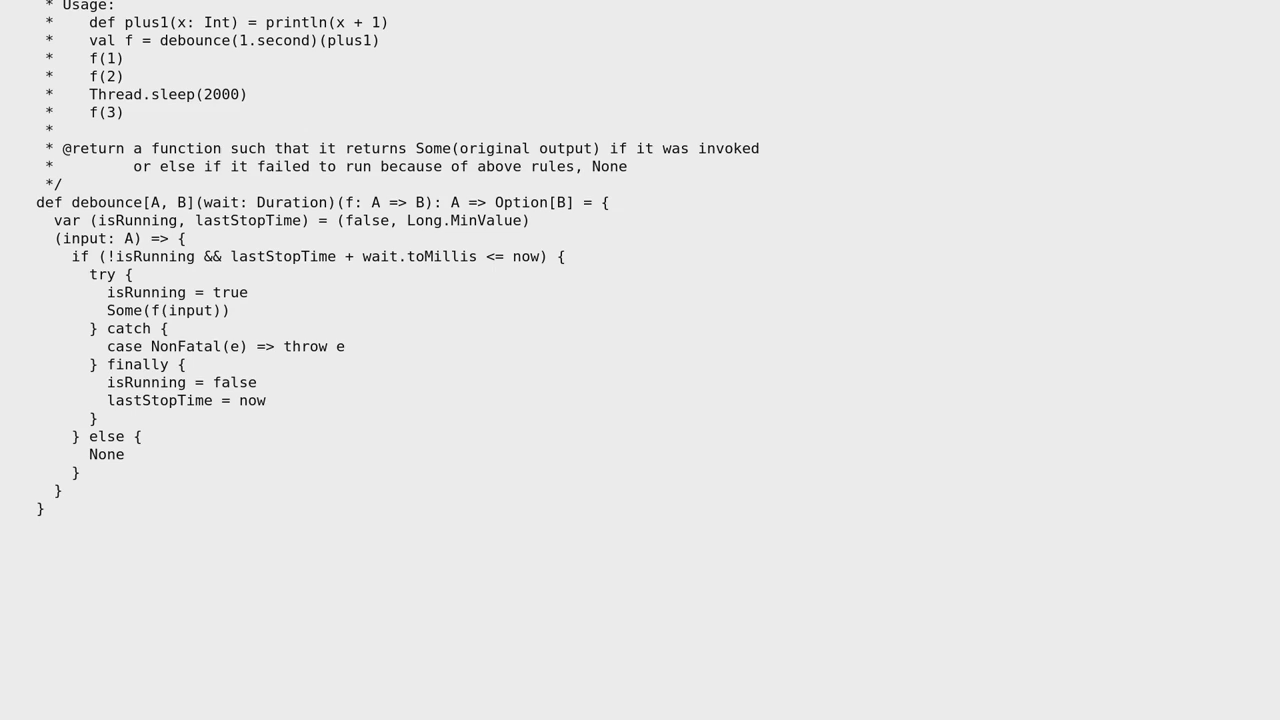 * Usage:
 *    def plus1(x: Int) = println(x + 1)
 *    val f = debounce(1.second)(plus1)
 *    f(1)
 *    f(2)
 *    Thread.sleep(2000)
 *    f(3)
 *
 * @return a function such that it returns Some(original output) if it was invoked
 *         or else if it failed to run because of above rules, None
 */
def debounce[A, B](wait: Duration)(f: A => B): A => Option[B] = {
  var (isRunning, lastStopTime) = (false, Long.MinValue)
  (input: A) => {
    if (!isRunning && lastStopTime + wait.toMillis <= now) {
      try {
        isRunning = true
        Some(f(input))
      } catch {
        case NonFatal(e) => throw e
      } finally {
        isRunning = false
        lastStopTime = now
      }
    } else {
      None
    }
  }
}